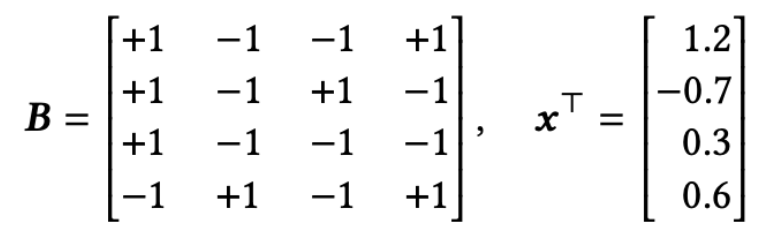 B = [+1 −1 −1 +1
+1 −1 +1 −1
+1 −1 −1 −1
−1 +1 −1 +1], x⊤ = [1.2
−0.7
0.3
0.6]